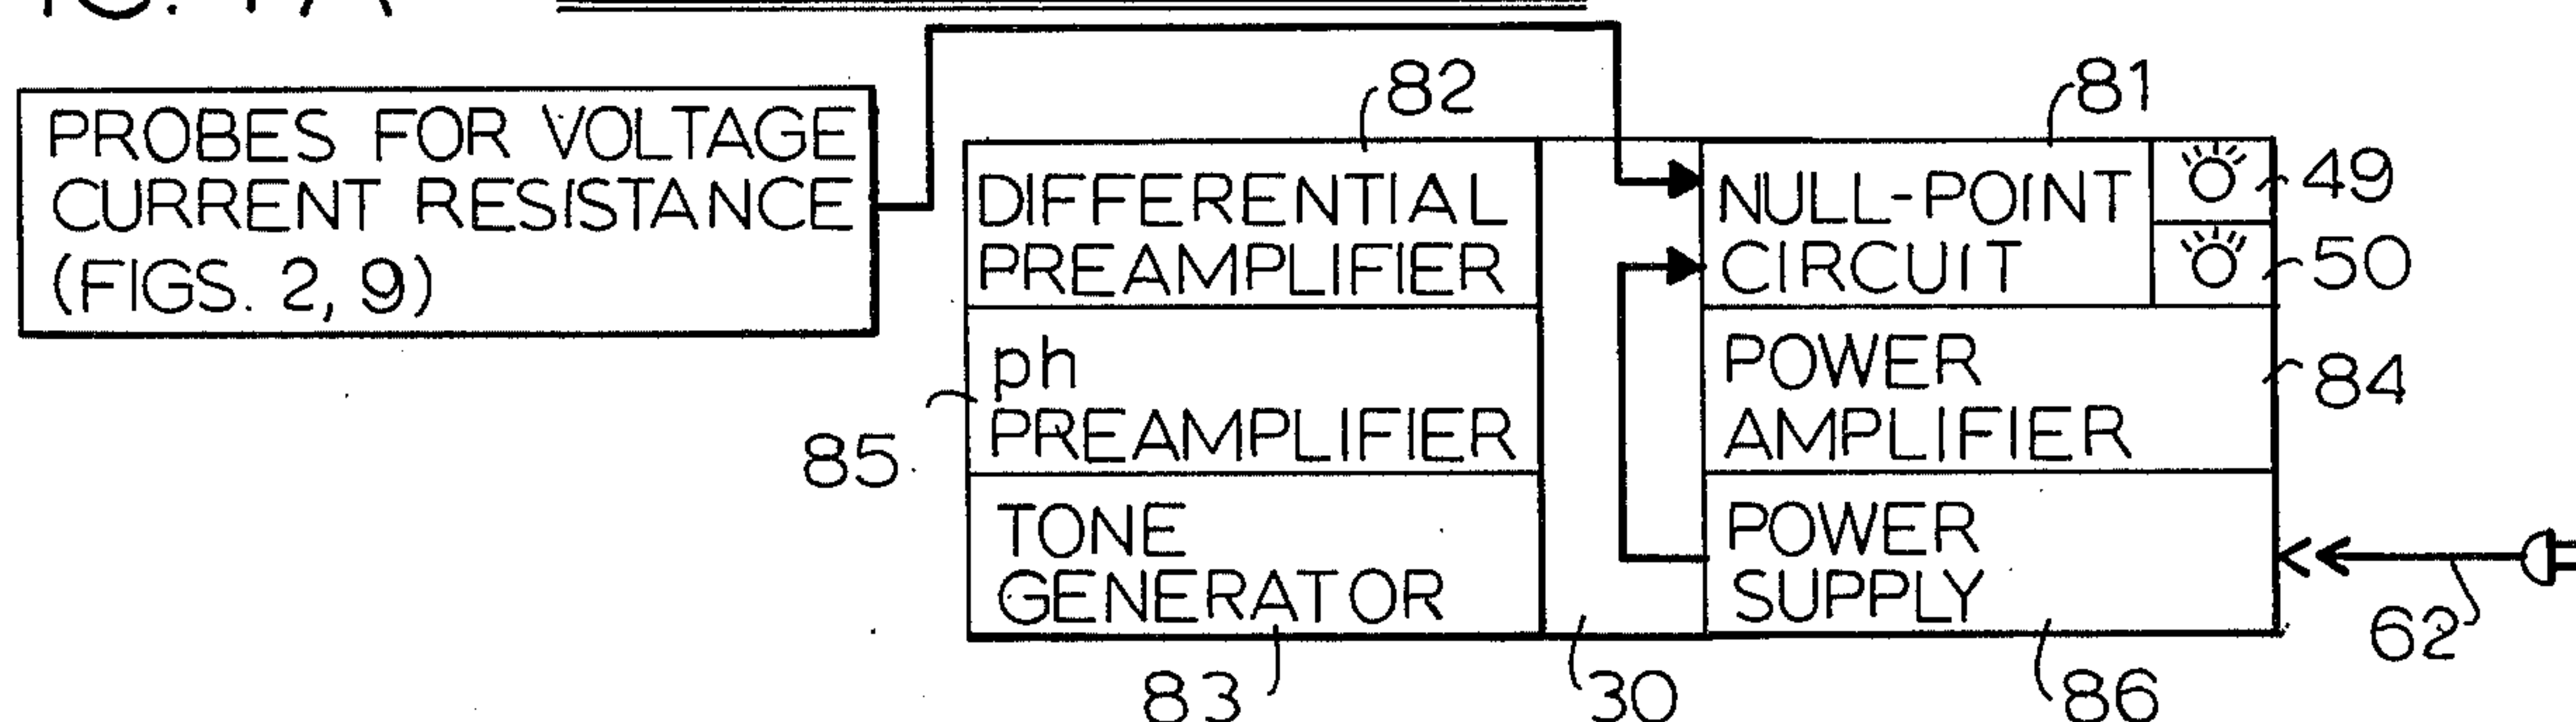 82
81
PROBES FOR VOLTAGE
CURRENT RESISTANCE
(FIGS. 2, 9)
DIFFERENTIAL
PREAMPLIFIER
NULL-POINT
CIRCUIT
49
50
ph
PREAMPLIFIER
85
POWER
AMPLIFIER
84
TONE
GENERATOR
POWER
SUPPLY
62
83
30
86